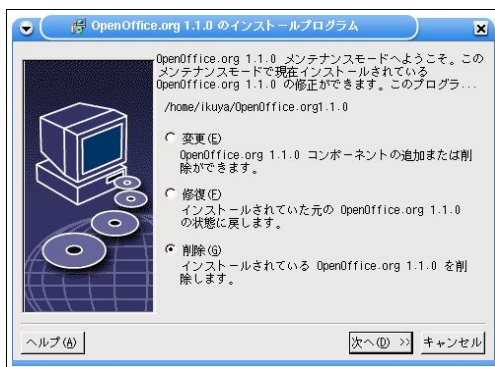 OpenOffice.org 1.1.0 のインストールプログラム
OpenOffice.org 1.1.0 メンテナンスモードへようこそ。この
メンテナンスモードで現在インストールされている
OpenOffice.org 1.1.0 の修正ができます。このプログラ...
/home/ikuya/OpenOffice.org1.1.0
変更(E)
OpenOffice.org 1.1.0 コンポーネントの追加または削
除ができます。
修復(F)
インストールされていた元の OpenOffice.org 1.1.0
の状態に戻します。
削除(G)
インストールされている OpenOffice.org 1.1.0 を削
除します。
ヘルプ(A)
次へ(D) >>
キャンセル